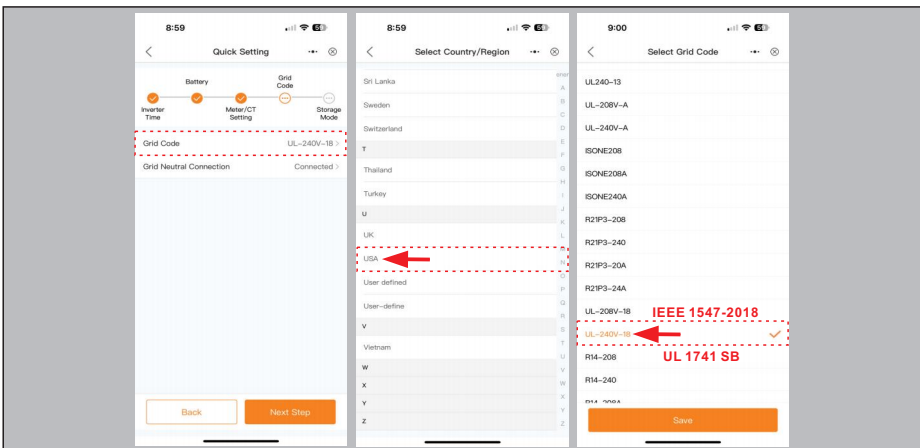 8:59
Quick Setting
Battery
Grid
Code
Inverter
Time
Meter/CT
Setting
Storage
Mode
Grid Code
UL-240V-18
Grid Neutral Connection
Connected
Back
Next Step
8:59
Select Country/Region
Sri Lanka
Sweden
Switzerland
T
Thailand
Turkey
U
UK
USA
User defined
User-define
V
Vietnam
W
X
Y
Z
A
B
C
D
E
F
G
H
I
J
K
L
M
N
O
P
Q
R
S
T
U
V
W
X
Y
Z
9:00
Select Grid Code
UL240-13
UL-208V-A
UL-240V-A
ISONE208
ISONE208A
ISONE240A
R21P3-208
R21P3-240
R21P3-20A
R21P3-24A
UL-208V-18
IEEE 1547-2018
UL-240V-18
UL 1741 SB
R14-208
R14-240
R14-208A
Save